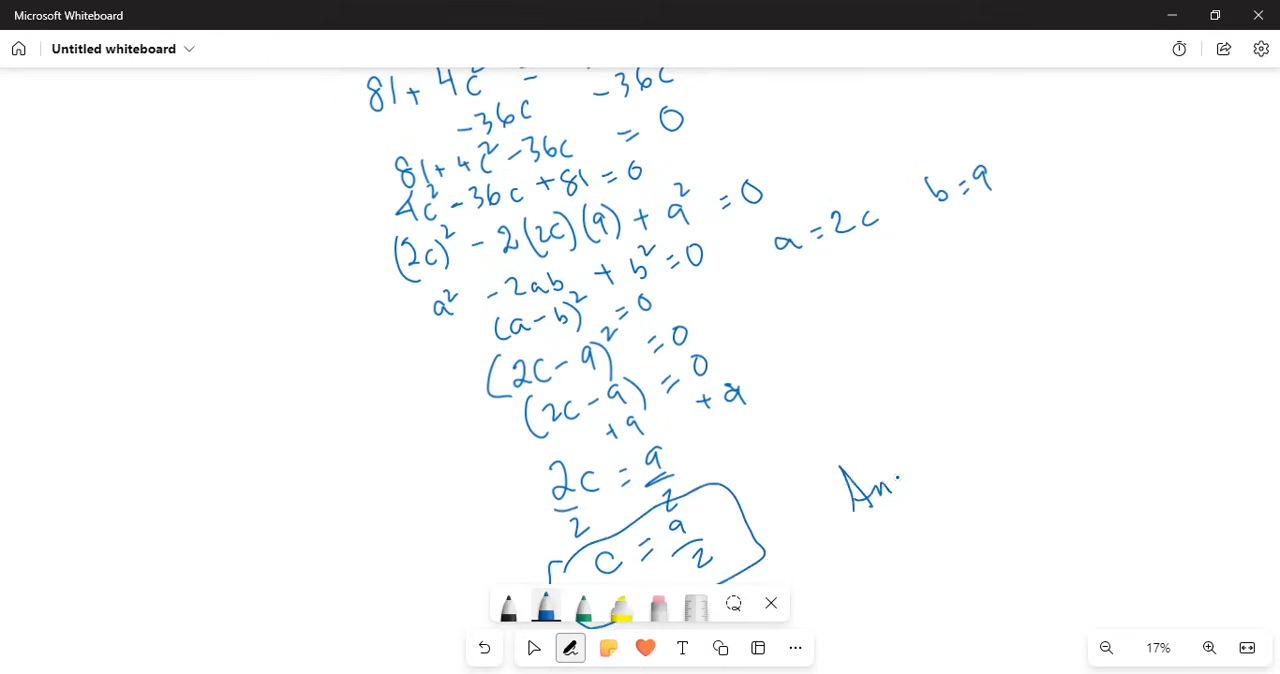 Microsoft Whiteboard
Untitled whiteboard
81 + 4c² = -36c
-36c
81 + 4c² - 36c = 0
4c² - 36c + 81 = 0
(2c)² - 2(2c)(9) + 9² = 0
a = 2c b = 9
a² - 2ab + b² = 0
(a - b)² = 0
(2c - 9)² = 0
(2c - 9) = 0
+9 +9
2c = 9
2 2
c = 9/2
Ans
17%